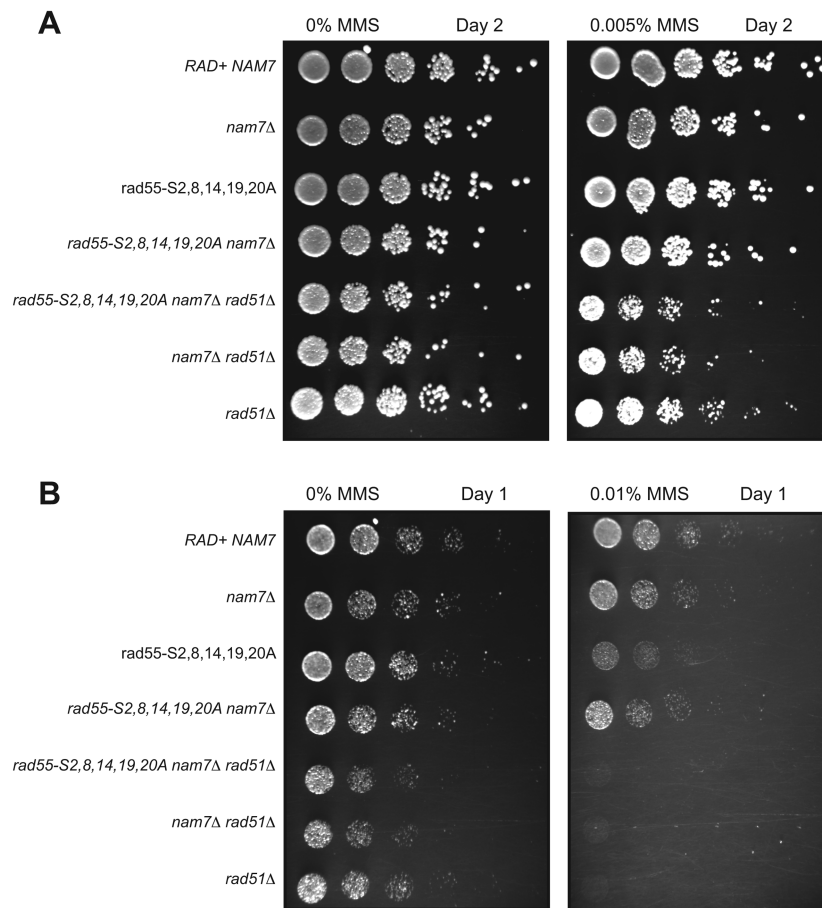 A
0% MMS Day 2
0.005% MMS Day 2
RAD+ NAM7
nam7Δ
rad55-S2,8,14,19,20A
rad55-S2,8,14,19,20A nam7Δ
rad55-S2,8,14,19,20A nam7Δ rad51Δ
nam7Δ rad51Δ
rad51Δ
B
0% MMS Day 1
0.01% MMS Day 1
RAD+ NAM7
nam7Δ
rad55-S2,8,14,19,20A
rad55-S2,8,14,19,20A nam7Δ
rad55-S2,8,14,19,20A nam7Δ rad51Δ
nam7Δ rad51Δ
rad51Δ